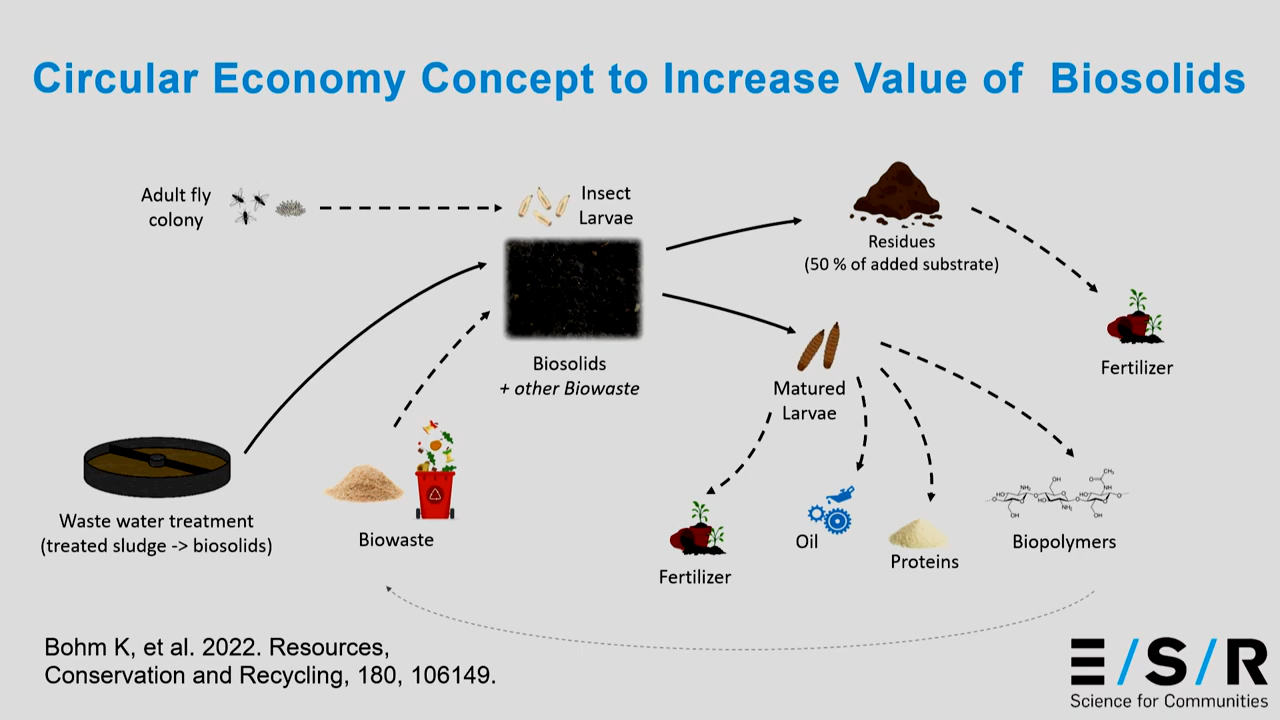 Circular Economy Concept to Increase Value of Biosolids
Adult fly
colony
Insect
Larvae
Residues
(50 % of added substrate)
Fertilizer
Biosolids
+ other Biowaste
Matured
Larvae
Waste water treatment
(treated sludge -> biosolids)
Biowaste
Fertilizer
Oil
Proteins
Biopolymers
Bohm K, et al. 2022. Resources,
Conservation and Recycling, 180, 106149.
E/S/R
Science for Communities